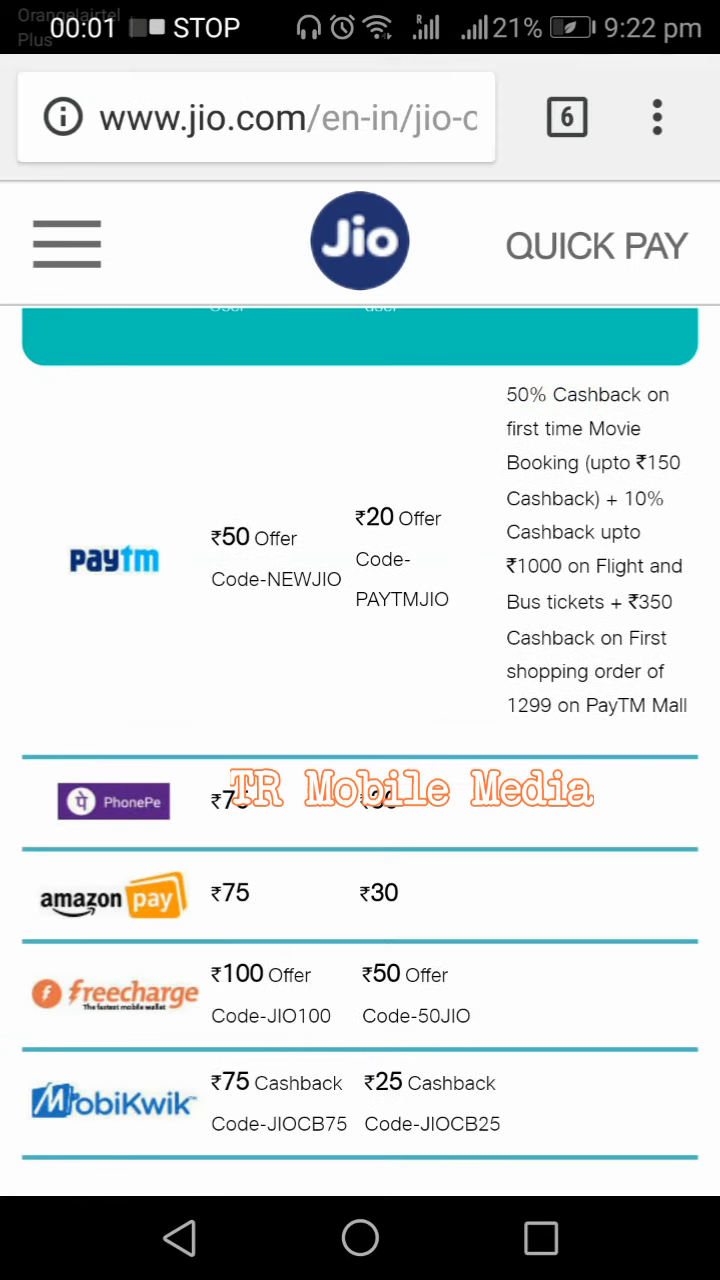 Orangelairtel
Plus
00:01 STOP
R
21% 9:22 pm
www.jio.com/en-in/jio-c
6
Jio
QUICK PAY
User user
50% Cashback on
first time Movie
Booking (upto ₹150
Cashback) + 10%
Cashback upto
₹1000 on Flight and
Bus tickets + ₹350
Cashback on First
shopping order of
1299 on PayTM Mall
paytm
₹50 Offer
Code-NEWJIO
₹20 Offer
Code-
PAYTMJIO
TR Mobile Media
पे PhonePe
amazon pay ₹75 ₹30
freecharge
The fastest mobile wallet
₹100 Offer ₹50 Offer
Code-JIO100 Code-50JIO
MobiKwik
₹75 Cashback ₹25 Cashback
Code-JIOCB75 Code-JIOCB25